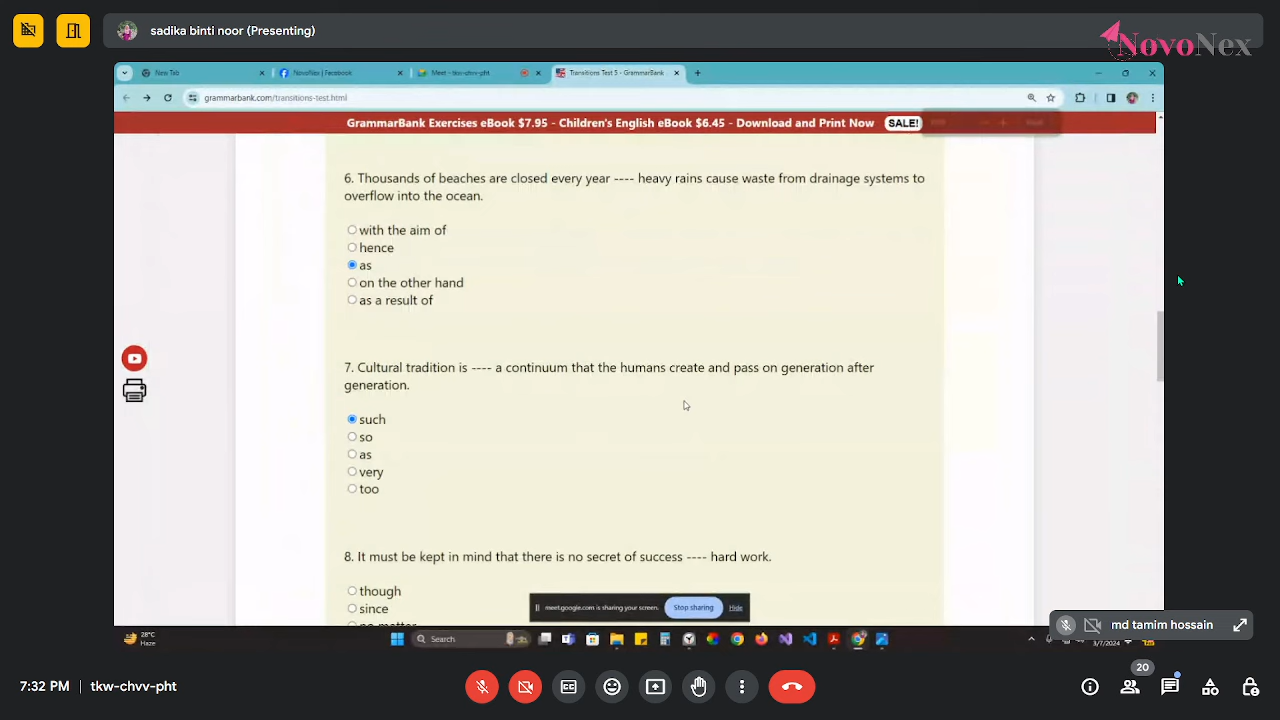 sadika binti noor (Presenting)
NovoNex
New Tab
NovoNex | Facebook
Meet - tkw-chvv-pht
Transitions Test 5 - GrammarBank
grammarbank.com/transitions-test.html
GrammarBank Exercises eBook $7.95 - Children's English eBook $6.45 - Download and Print Now SALE!
6. Thousands of beaches are closed every year ---- heavy rains cause waste from drainage systems to
overflow into the ocean.
with the aim of
hence
as
on the other hand
as a result of
7. Cultural tradition is ---- a continuum that the humans create and pass on generation after
generation.
such
so
as
very
too
8. It must be kept in mind that there is no secret of success ---- hard work.
though
since
no matter
meet.google.com is sharing your screen.
Stop sharing
Hide
md tamim hossain
28°C
Haze
Search
3/7/2024
7:32 PM | tkw-chvv-pht
20